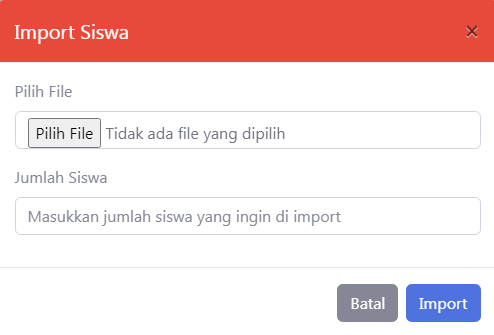 Import Siswa ×
Pilih File
Pilih File Tidak ada file yang dipilih
Jumlah Siswa
Masukkan jumlah siswa yang ingin di import
Batal Import